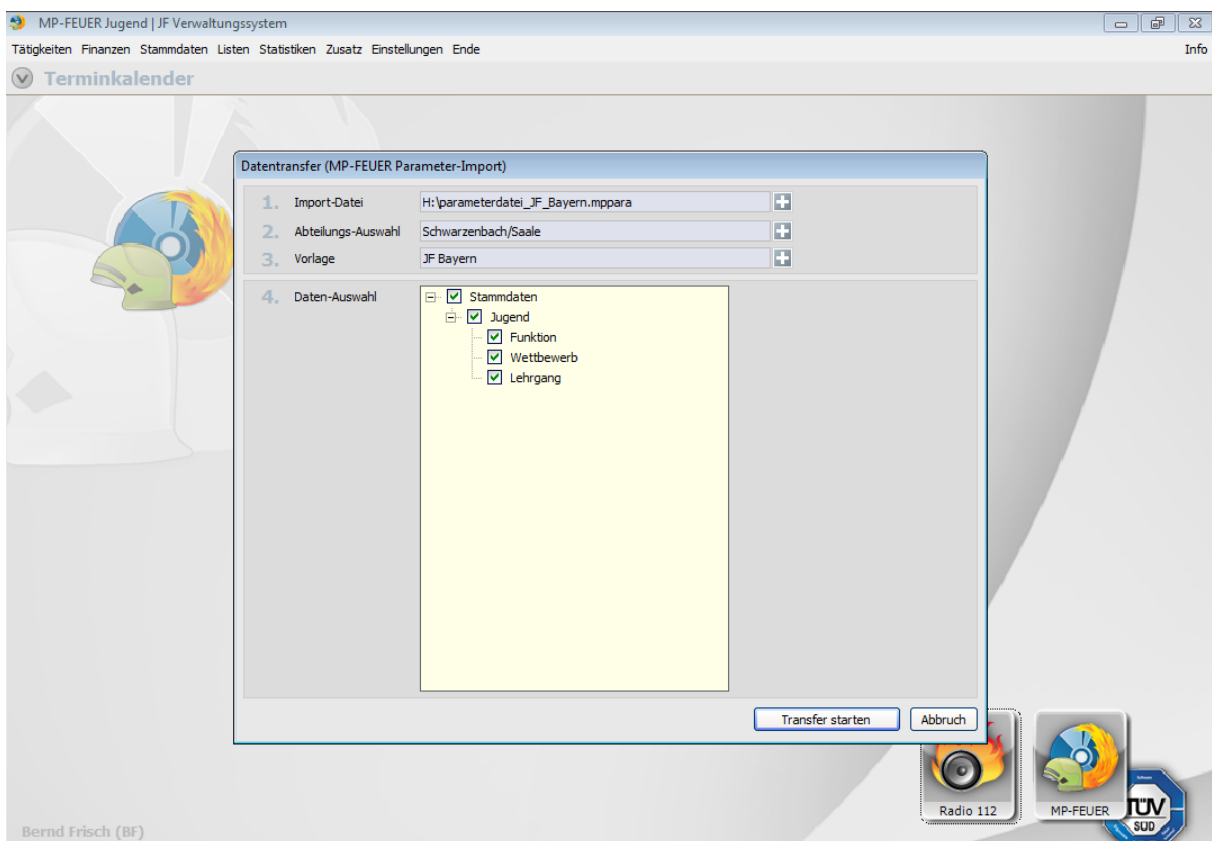 MP-FEUER Jugend | JF Verwaltungssystem
Tätigkeiten Finanzen Stammdaten Listen Statistiken Zusatz Einstellungen Ende Info
Terminkalender
Datentransfer (MP-FEUER Parameter-Import)
1. Import-Datei H:\parameterdatei_JF_Bayern.mppara
2. Abteilungs-Auswahl Schwarzenbach/Saale
3. Vorlage JF Bayern
4. Daten-Auswahl Stammdaten
Jugend
Funktion
Wettbewerb
Lehrgang
Transfer starten Abbruch
Radio 112 MP-FEUER
TÜV
SÜD
Bernd Frisch (BF)